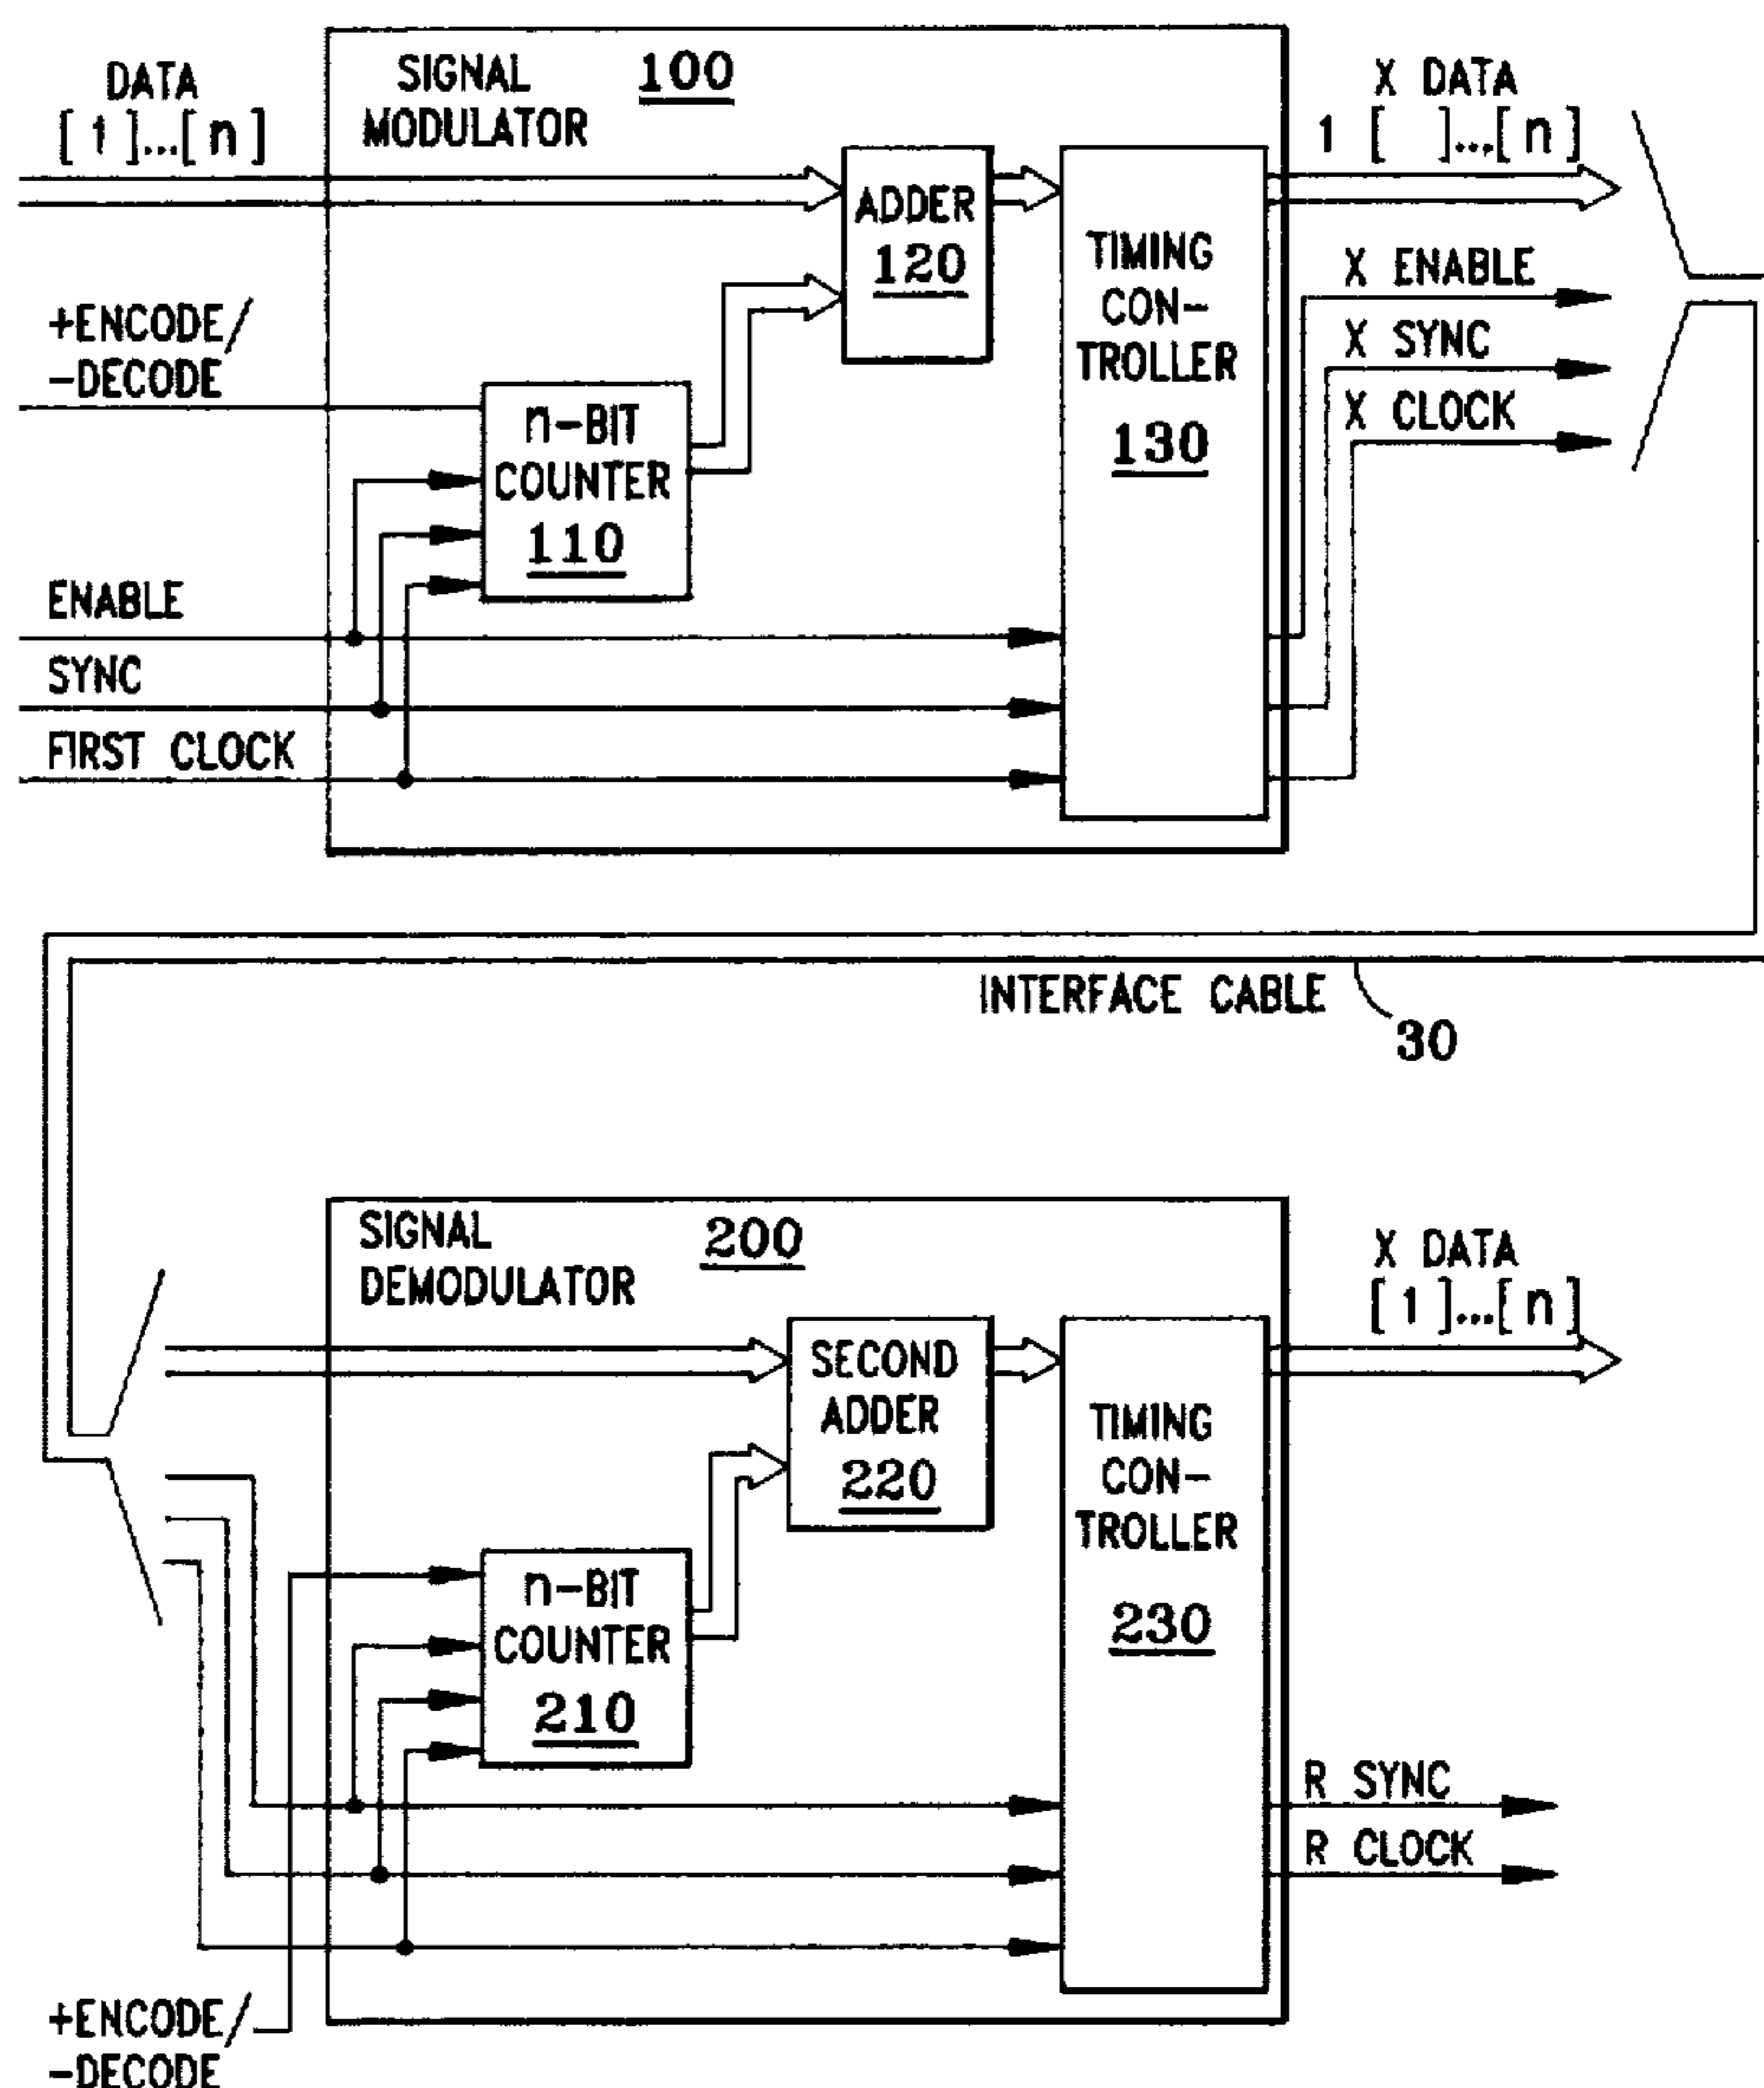 DATA
[ 1 ]...[ n ]
SIGNAL
MODULATOR
100
X DATA
1 [ ]...[ n ]
ADDER
120
TIMING
CON-
TROLLER
130
X ENABLE
X SYNC
X CLOCK
+ENCODE/
-DECODE
n-BIT
COUNTER
110
ENABLE
SYNC
FIRST CLOCK
INTERFACE CABLE
30
SIGNAL
DEMODULATOR
200
X DATA
[ 1 ]...[ n ]
SECOND
ADDER
220
TIMING
CON-
TROLLER
230
n-BIT
COUNTER
210
R SYNC
R CLOCK
+ENCODE/
-DECODE